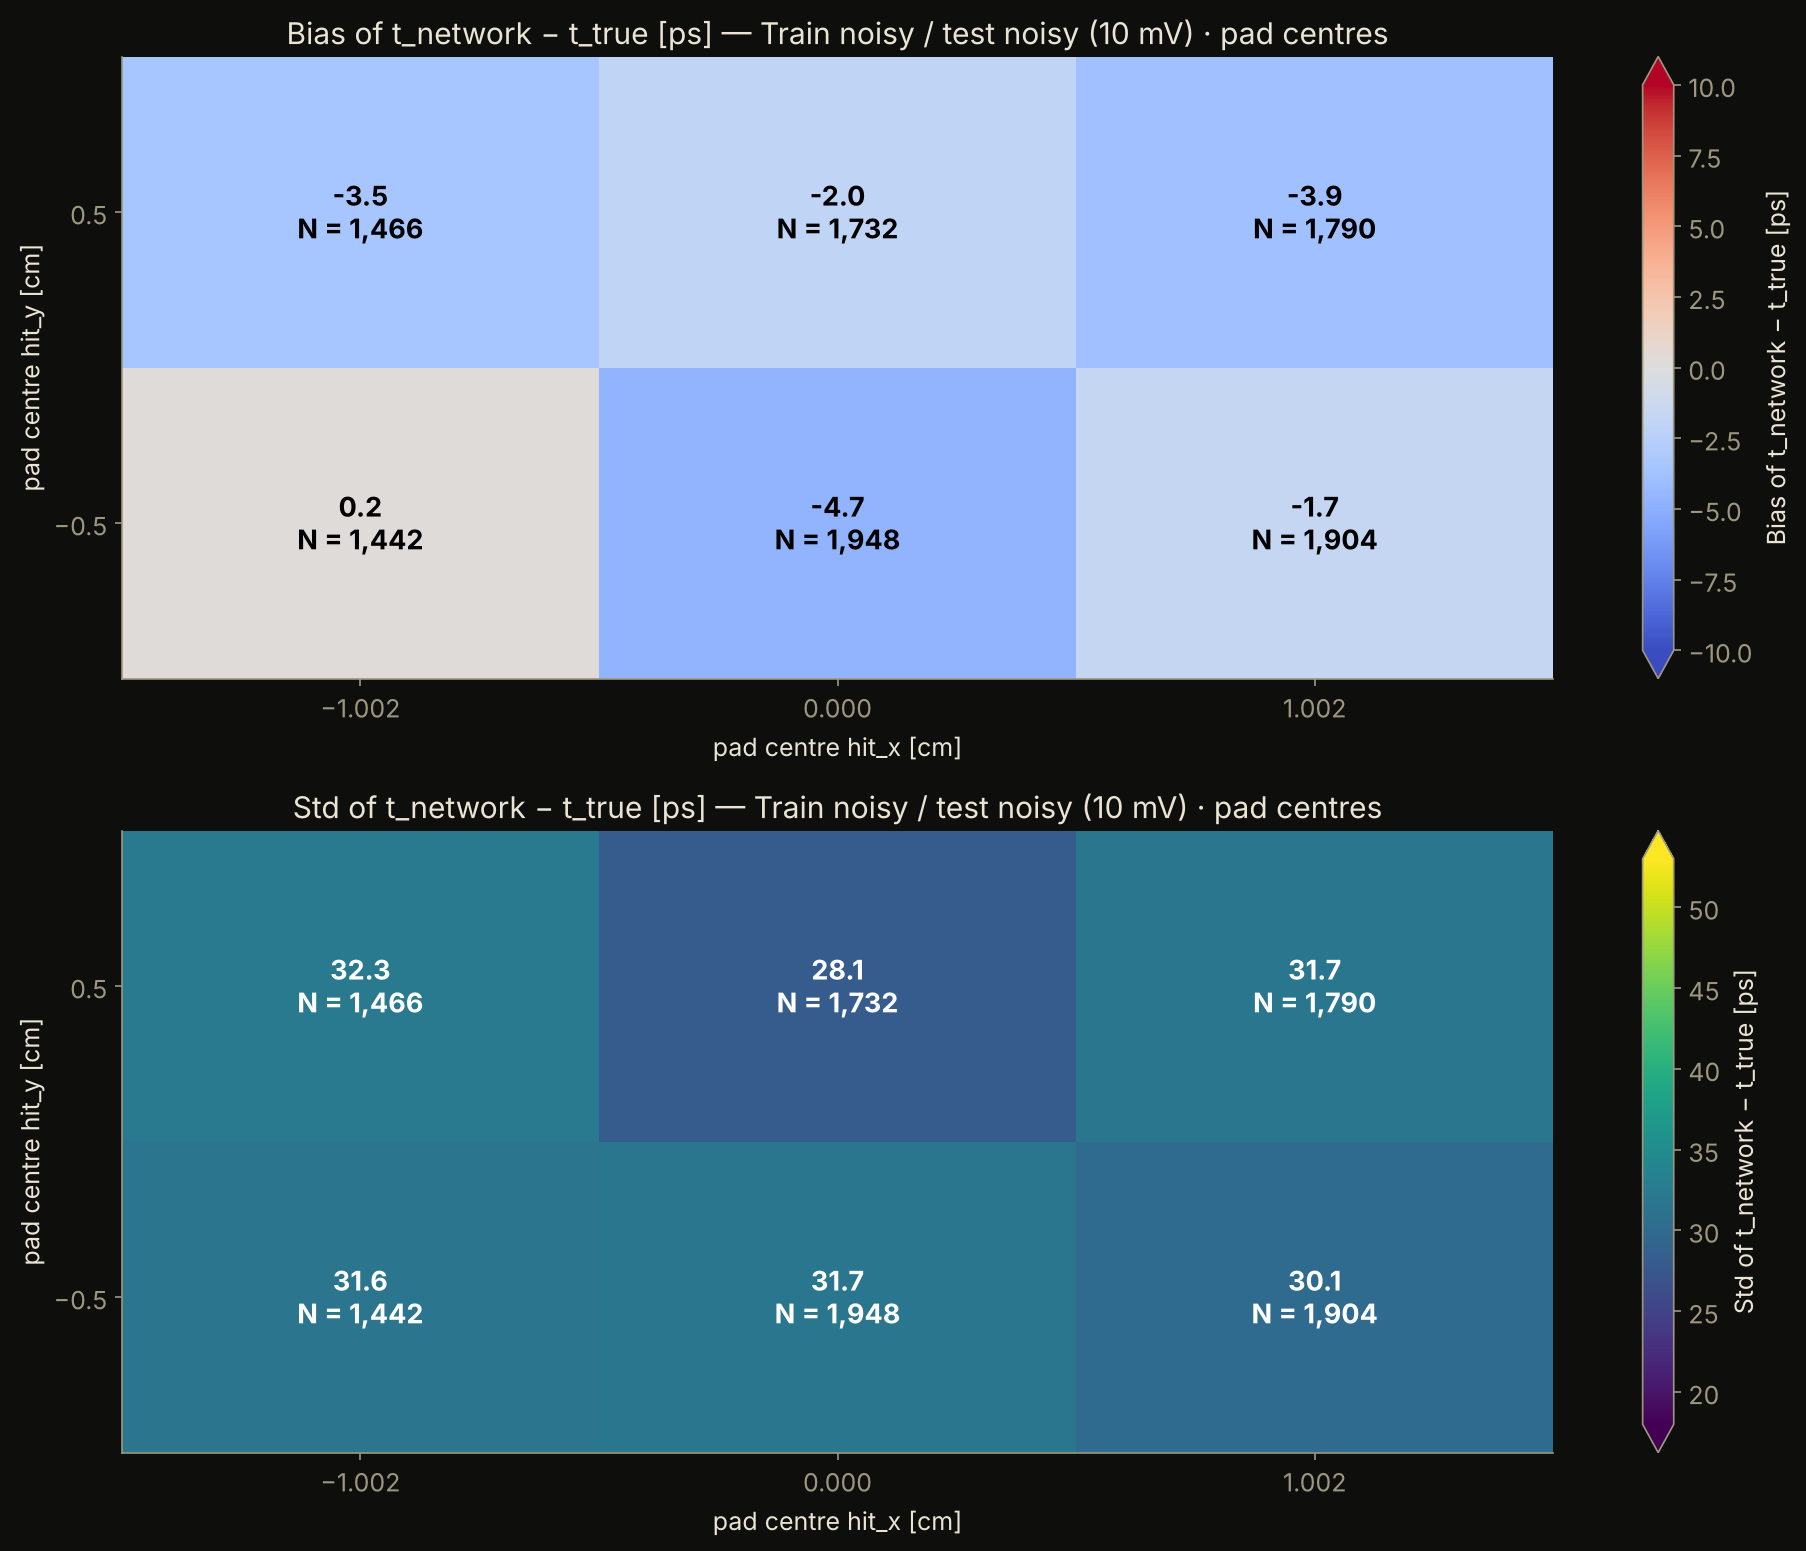 Bias of t_network − t_true [ps] — Train noisy / test noisy (10 mV) · pad centres
pad centre hit_y [cm]
0.5
−0.5
-3.5
N = 1,466
-2.0
N = 1,732
-3.9
N = 1,790
0.2
N = 1,442
-4.7
N = 1,948
-1.7
N = 1,904
−1.002
0.000
1.002
pad centre hit_x [cm]
10.0
7.5
5.0
2.5
0.0
−2.5
−5.0
−7.5
−10.0
Bias of t_network − t_true [ps]
Std of t_network − t_true [ps] — Train noisy / test noisy (10 mV) · pad centres
pad centre hit_y [cm]
0.5
−0.5
32.3
N = 1,466
28.1
N = 1,732
31.7
N = 1,790
31.6
N = 1,442
31.7
N = 1,948
30.1
N = 1,904
−1.002
0.000
1.002
pad centre hit_x [cm]
50
45
40
35
30
25
20
Std of t_network − t_true [ps]